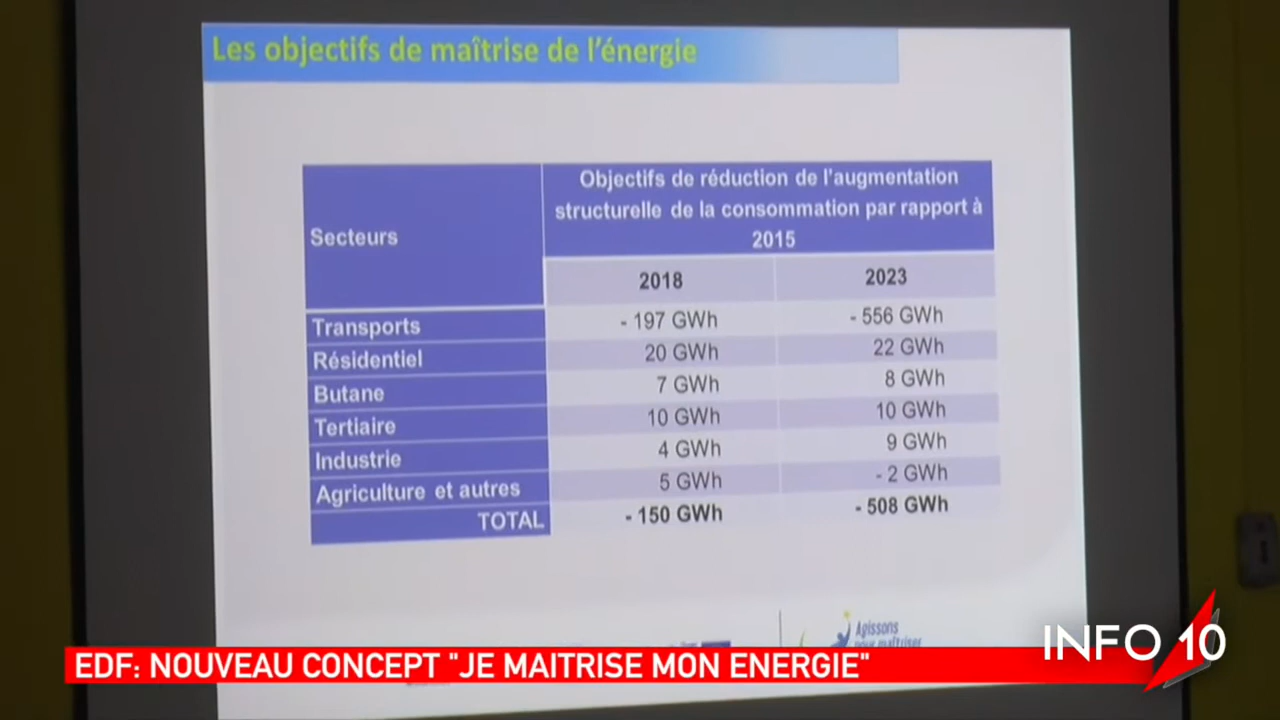 Les objectifs de maîtrise de l'énergie
Secteurs
Objectifs de réduction de l'augmentation
structurelle de la consommation par rapport à
2015
2018 2023
Transports - 197 GWh - 556 GWh
Résidentiel 20 GWh 22 GWh
Butane 7 GWh 8 GWh
Tertiaire 10 GWh 10 GWh
Industrie 4 GWh 9 GWh
Agriculture et autres 5 GWh - 2 GWh
TOTAL - 150 GWh - 508 GWh
Agissons
pour maîtriser
EDF: NOUVEAU CONCEPT "JE MAITRISE MON ENERGIE"
INFO 10